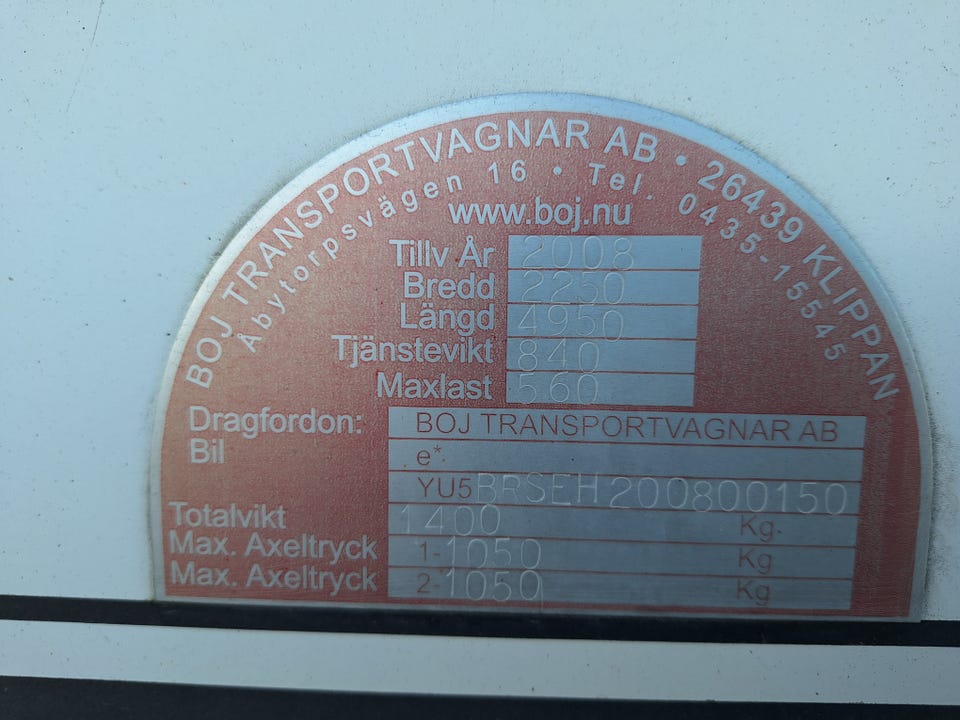 BOJ TRANSPORTVAGNAR AB • 26439 KLIPPAN
Åbytorpsvägen 16 • Tel. 0435-15545
www.boj.nu
Tillv År 2008
Bredd 2250
Längd 4950
Tjänstevikt 840
Maxlast 560
Dragfordon: BOJ TRANSPORTVAGNAR AB
Bil e*
YU5BRSEH200800150
Totalvikt 1400 Kg.
Max. Axeltryck 1-1050 Kg
Max. Axeltryck 2-1050 Kg